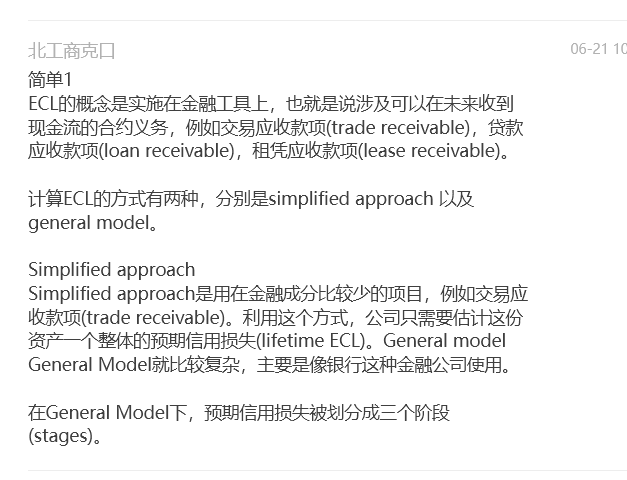 北工商克口
06-21 10
简单1
ECL的概念是实施在金融工具上，也就是说涉及可以在未来收到
现金流的合约义务，例如交易应收款项(trade receivable)，贷款
应收款项(loan receivable)，租凭应收款项(lease receivable)。
计算ECL的方式有两种，分别是simplified approach 以及
general model。
Simplified approach
Simplified approach是用在金融成分比较少的项目，例如交易应
收款项(trade receivable)。利用这个方式，公司只需要估计这份
资产一个整体的预期信用损失(lifetime ECL)。General model
General Model就比较复杂，主要是像银行这种金融公司使用。
在General Model下，预期信用损失被划分成三个阶段
(stages)。